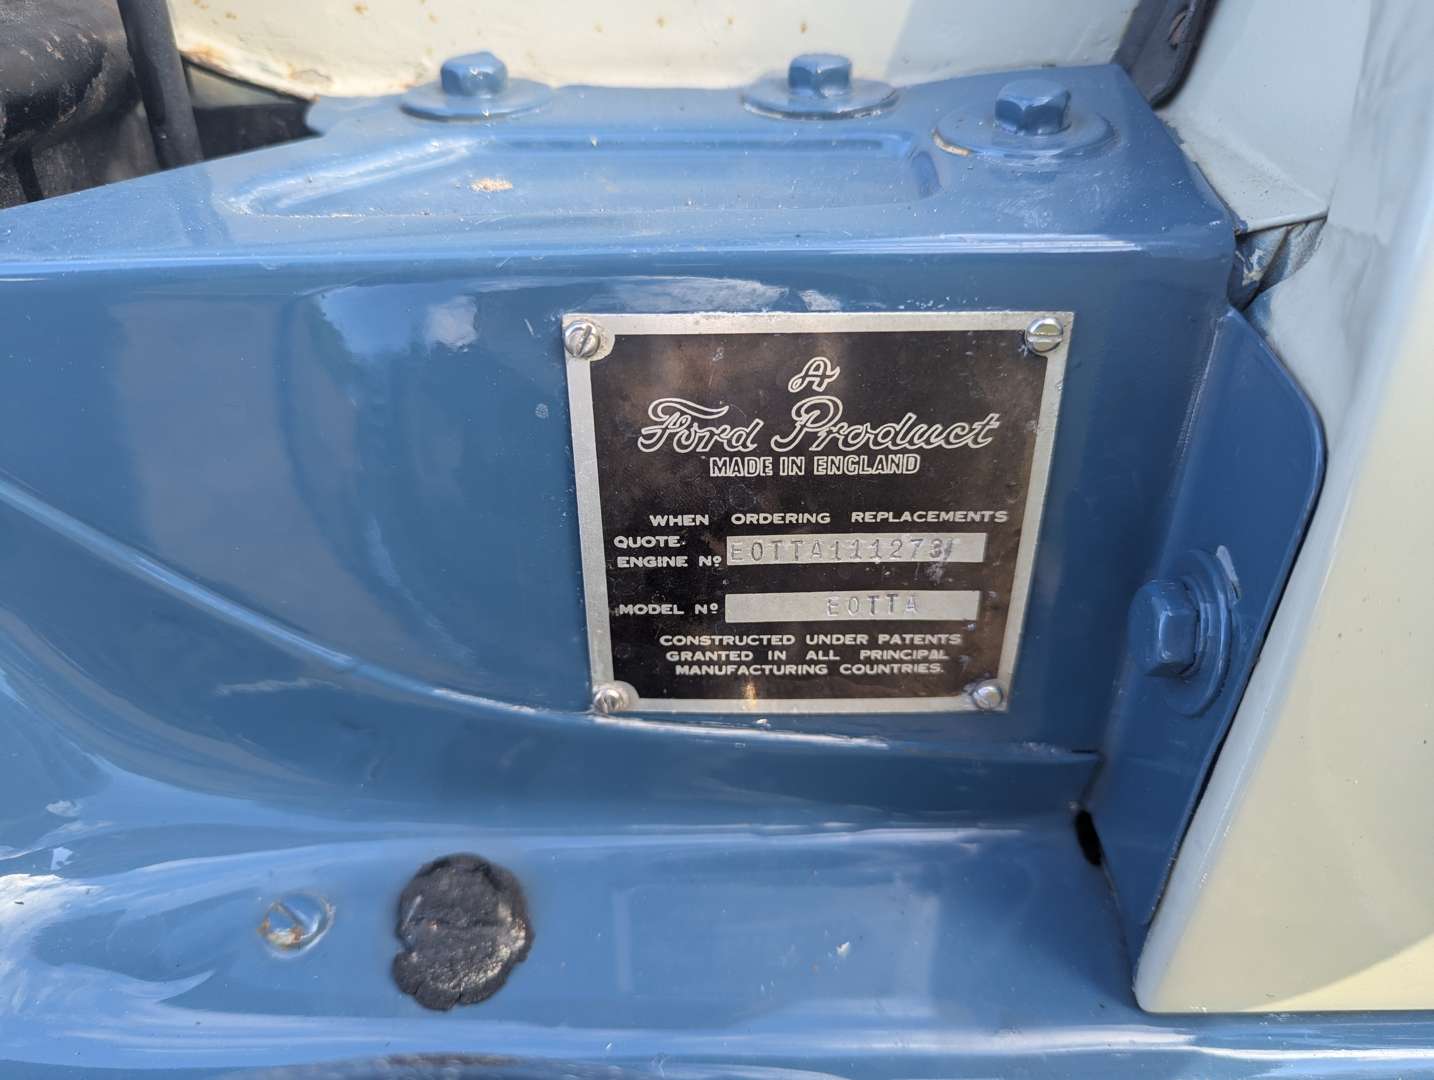 A
Ford Product
MADE IN ENGLAND
WHEN ORDERING REPLACEMENTS
QUOTE.
ENGINE Nº EOTTA111273/
MODEL Nº EOTTA
CONSTRUCTED UNDER PATENTS
GRANTED IN ALL PRINCIPAL
MANUFACTURING COUNTRIES.